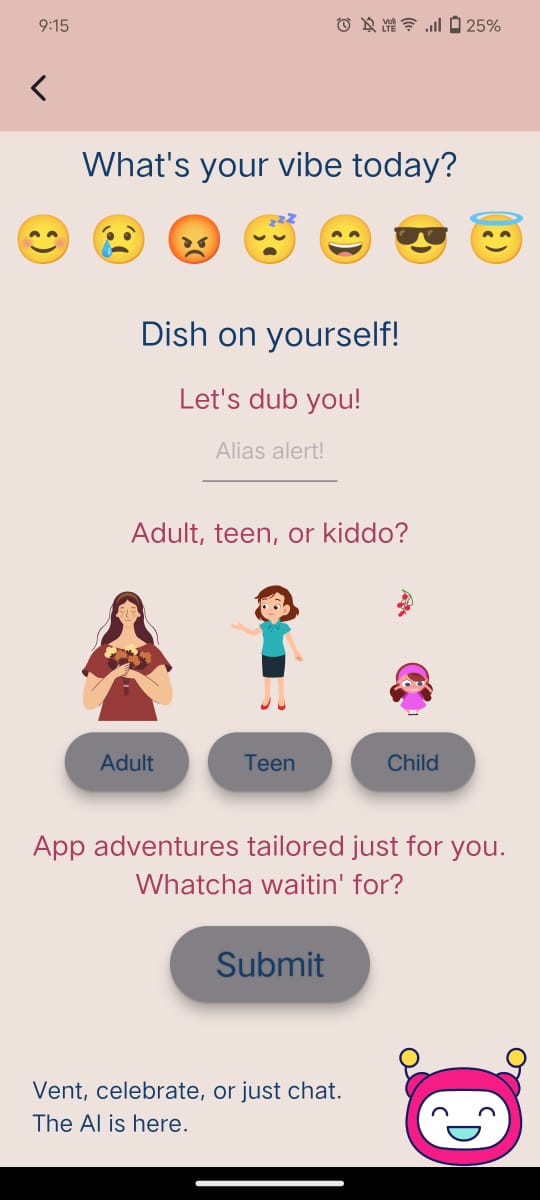 9:15
Vo) LTE 25%
What's your vibe today?
Dish on yourself!
Let's dub you!
Alias alert!
Adult, teen, or kiddo?
Adult Teen Child
App adventures tailored just for you.
Whatcha waitin' for?
Submit
Vent, celebrate, or just chat.
The AI is here.